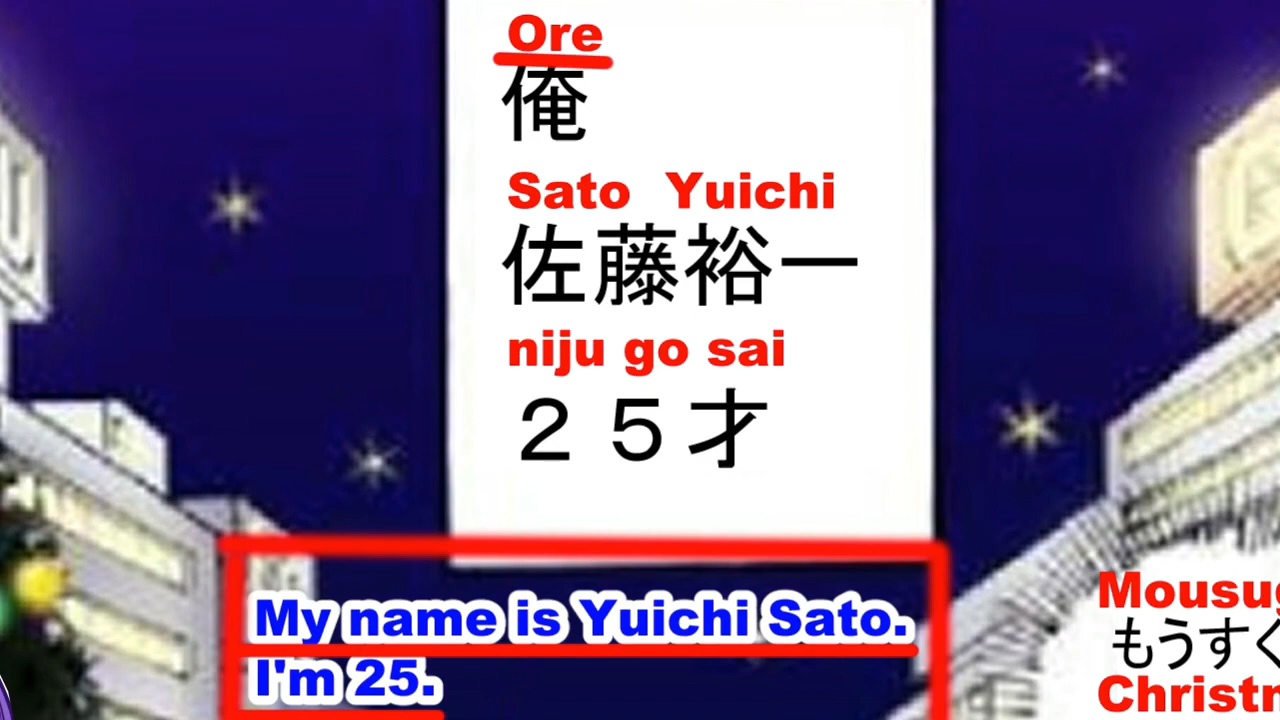 Ore
俺
Sato Yuichi
佐藤裕一
niju go sai
２５才
My name is Yuichi Sato.
I'm 25.
Mousug
もうすぐ
Christm